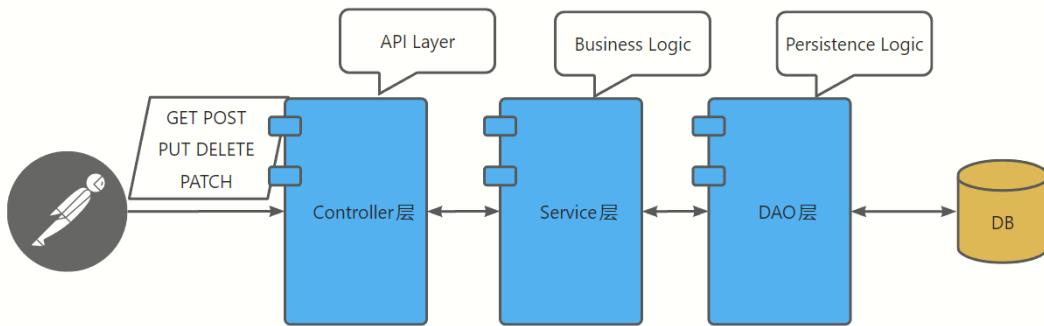 API Layer
Business Logic
Persistence Logic
GET POST
PUT DELETE
PATCH
Controller层
Service层
DAO层
DB